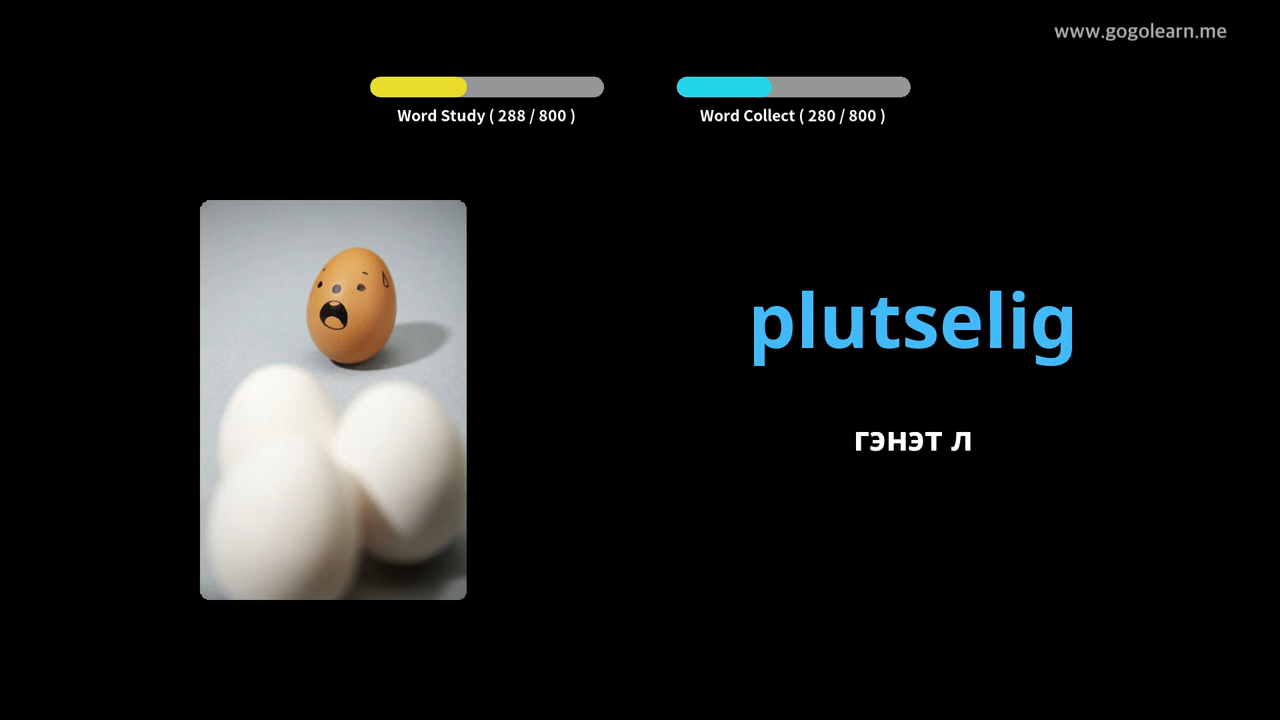 www.gogolearn.me
Word Study ( 288 / 800 )
Word Collect ( 280 / 800 )
plutselig
гэнэт л